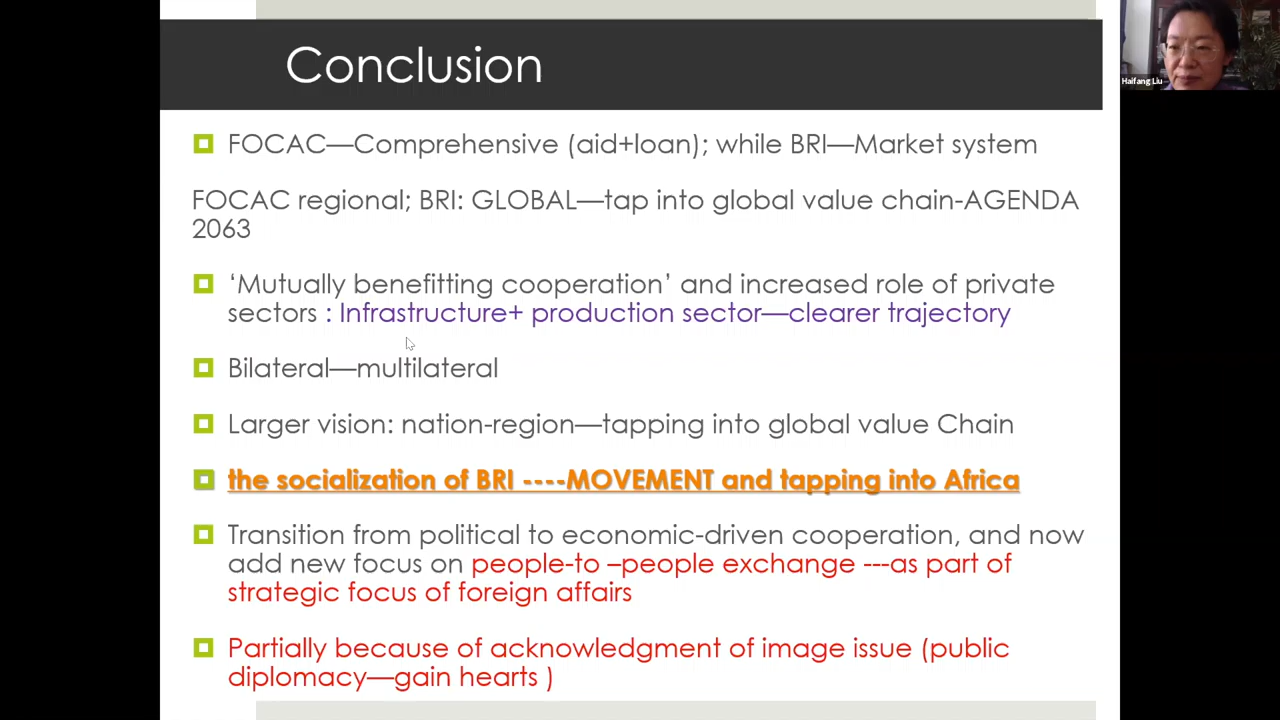 Conclusion
Haifang Liu
FOCAC—Comprehensive (aid+loan); while BRI—Market system
FOCAC regional; BRI: GLOBAL—tap into global value chain-AGENDA
2063
‘Mutually benefitting cooperation’ and increased role of private
sectors : Infrastructure+ production sector—clearer trajectory
Bilateral—multilateral
Larger vision: nation-region—tapping into global value Chain
the socialization of BRI ----MOVEMENT and tapping into Africa
Transition from political to economic-driven cooperation, and now
add new focus on people-to –people exchange ---as part of
strategic focus of foreign affairs
Partially because of acknowledgment of image issue (public
diplomacy—gain hearts )